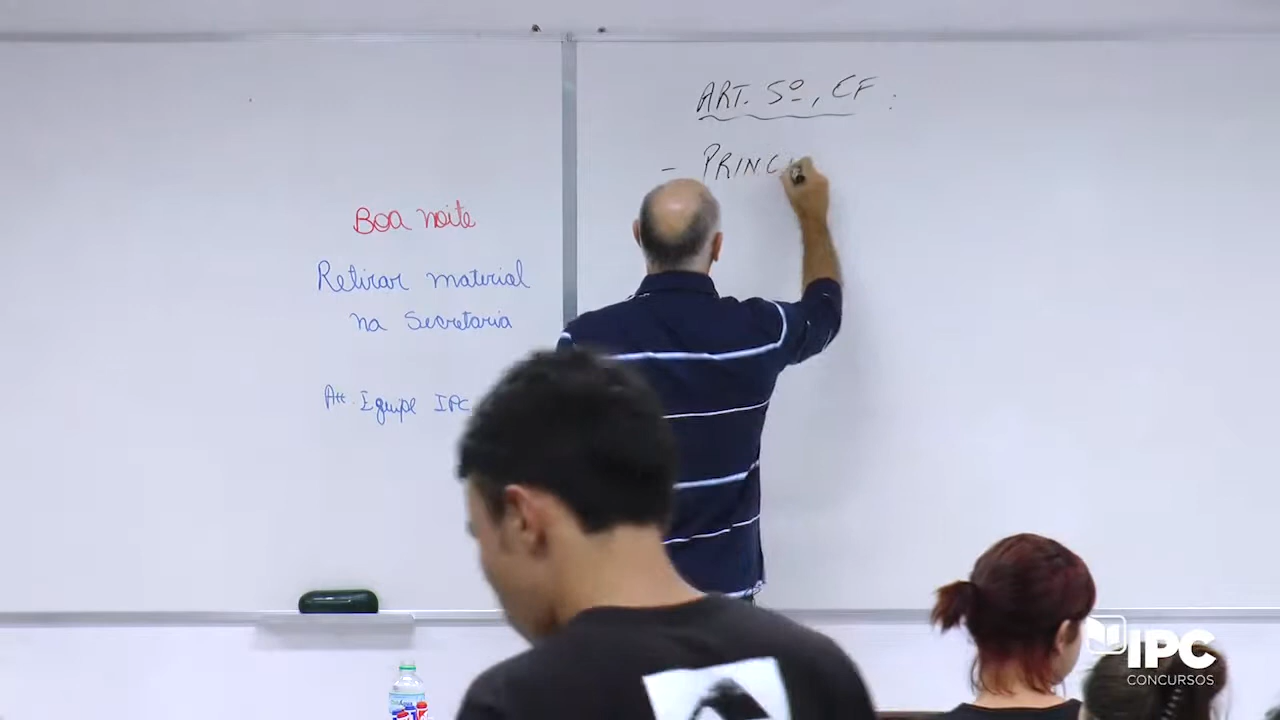 Boa noite
Retirar material
na Secretaria
Att. Equipe IPC
ART. 5º, CF :
- PRINC
IPC
CONCURSOS